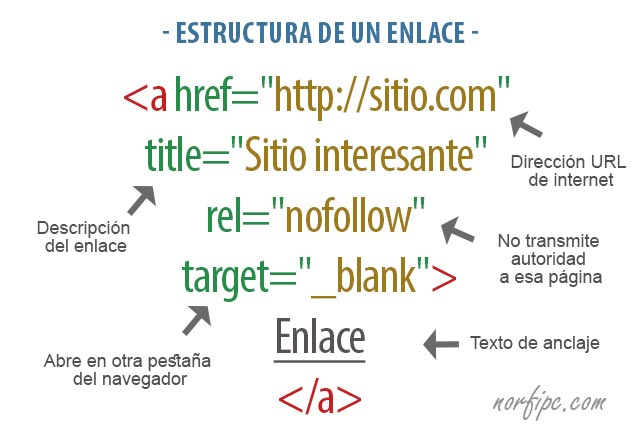 - ESTRUCTURA DE UN ENLACE -
<a href="http://sitio.com"
Dirección URL
de internet
title="Sitio interesante"
Descripción
del enlace
rel="nofollow"
No transmite
autoridad
a esa página
target="_blank">
Abre en otra pestaña
del navegador
Enlace
Texto de anclaje
</a>
norfipc.com